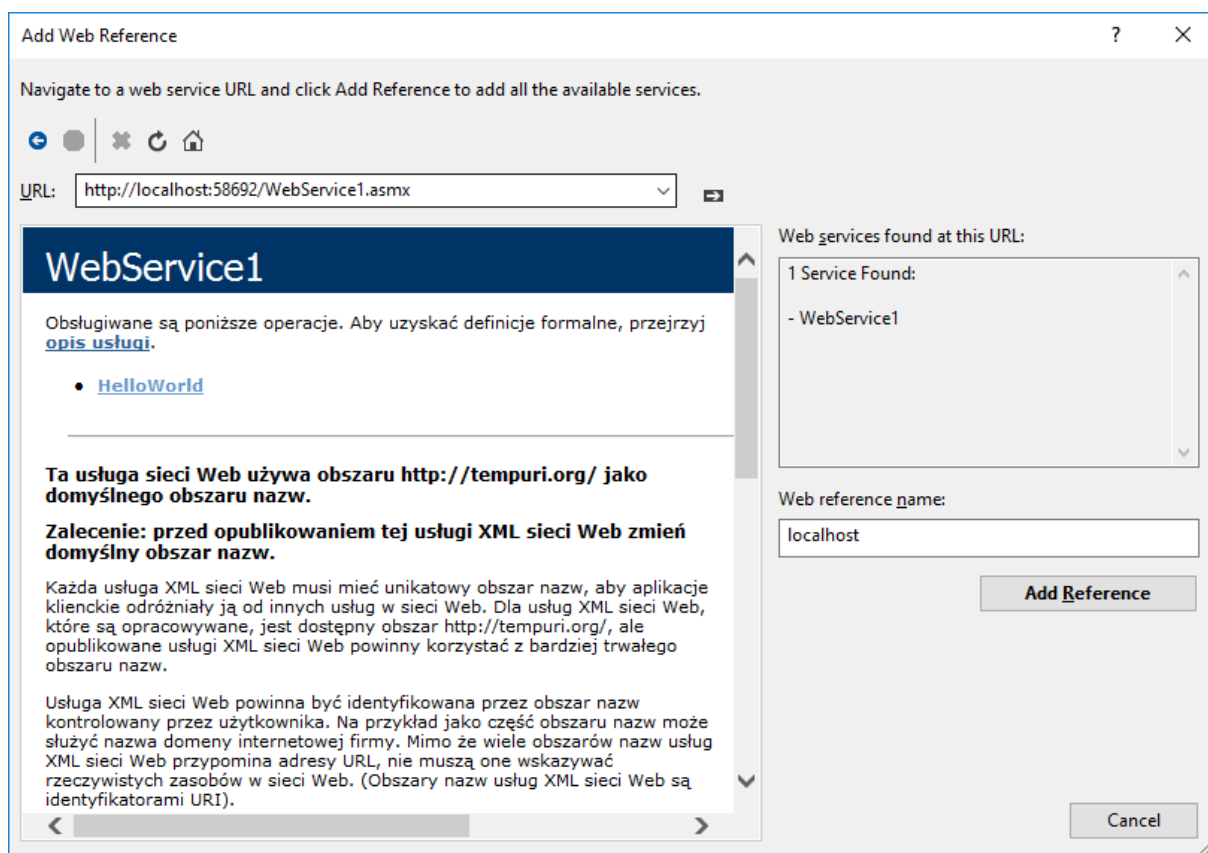 Add Web Reference
Navigate to a web service URL and click Add Reference to add all the available services.
URL: http://localhost:58692/WebService1.asmx
WebService1
Obsługiwane są poniższe operacje. Aby uzyskać definicje formalne, przejrzyj
opis usługi.
HelloWorld
Ta usługa sieci Web używa obszaru http://tempuri.org/ jako
domyślnego obszaru nazw.
Zalecenie: przed opublikowaniem tej usługi XML sieci Web zmień
domyślny obszar nazw.
Każda usługa XML sieci Web musi mieć unikatowy obszar nazw, aby aplikacje
klienckie odróżniały ją od innych usług w sieci Web. Dla usług XML sieci Web,
które są opracowywane, jest dostępny obszar http://tempuri.org/, ale
opublikowane usługi XML sieci Web powinny korzystać z bardziej trwałego
obszaru nazw.
Usługa XML sieci Web powinna być identyfikowana przez obszar nazw
kontrolowany przez użytkownika. Na przykład jako część obszaru nazw może
służyć nazwa domeny internetowej firmy. Mimo że wiele obszarów nazw usług
XML sieci Web przypomina adresy URL, nie muszą one wskazywać
rzeczywistych zasobów w sieci Web. (Obszary nazw usług XML sieci Web są
identyfikatorami URI).
Web services found at this URL:
1 Service Found:
- WebService1
Web reference name:
localhost
Add Reference
Cancel